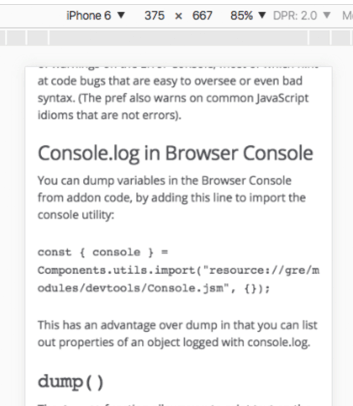 iPhone 6 ▼ 375 × 667 85% ▼ DPR: 2.0 ▼
at code bugs that are easy to oversee or even bad
syntax. (The pref also warns on common JavaScript
idioms that are not errors).
Console.log in Browser Console
You can dump variables in the Browser Console
from addon code, by adding this line to import the
console utility:
const { console } =
Components.utils.import("resource://gre/m
odules/devtools/Console.jsm", {});
This has an advantage over dump in that you can list
out properties of an object logged with console.log.
dump()